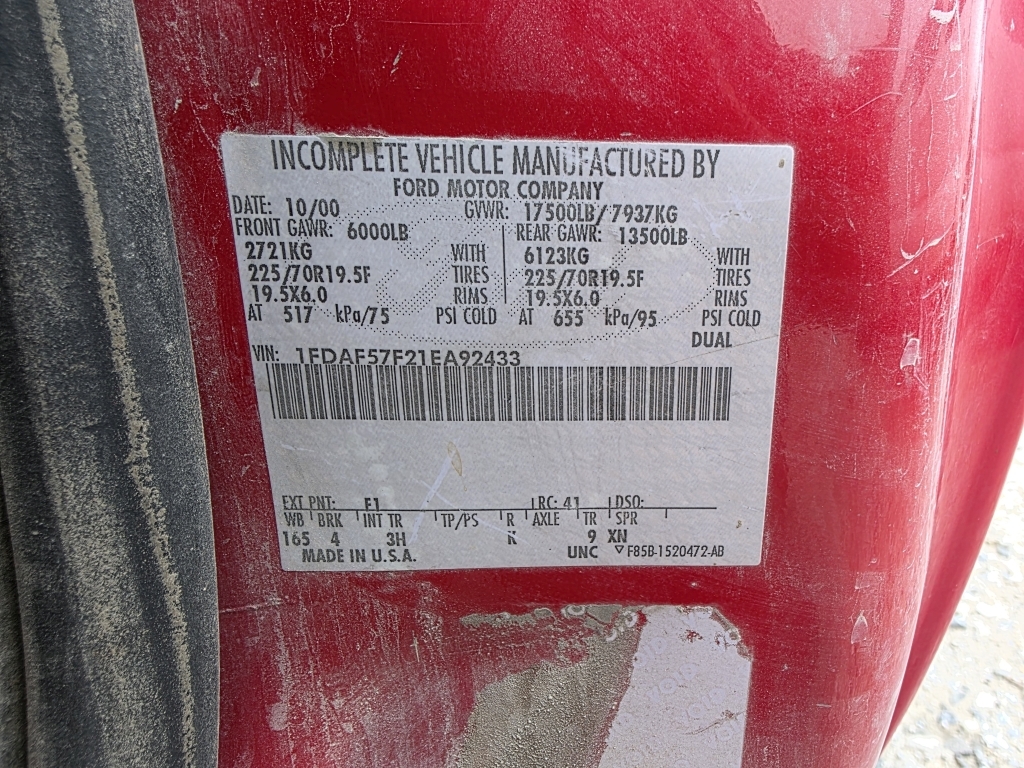 INCOMPLETE VEHICLE MANUFACTURED BY
FORD MOTOR COMPANY
DATE: 10/00 GVWR: 17500LB/ 7937KG
FRONT GAWR: 6000LB REAR GAWR: 13500LB
2721KG WITH 6123KG WITH
225/70R19.5F TIRES 225/70R19.5F TIRES
19.5X6.0 RIMS 19.5X6.0 RIMS
AT 517 kPa/75 PSI COLD AT 655 kPa/95 PSI COLD
DUAL
VIN: 1FDAF57F21EA92433
EXT PNT: F1 RC: 41 DSO:
WB BRK INT TR TP/PS R AXLE TR SPR
165 4 3H K 9 XN
MADE IN U.S.A. UNC ▽ F85B-1520472-AB